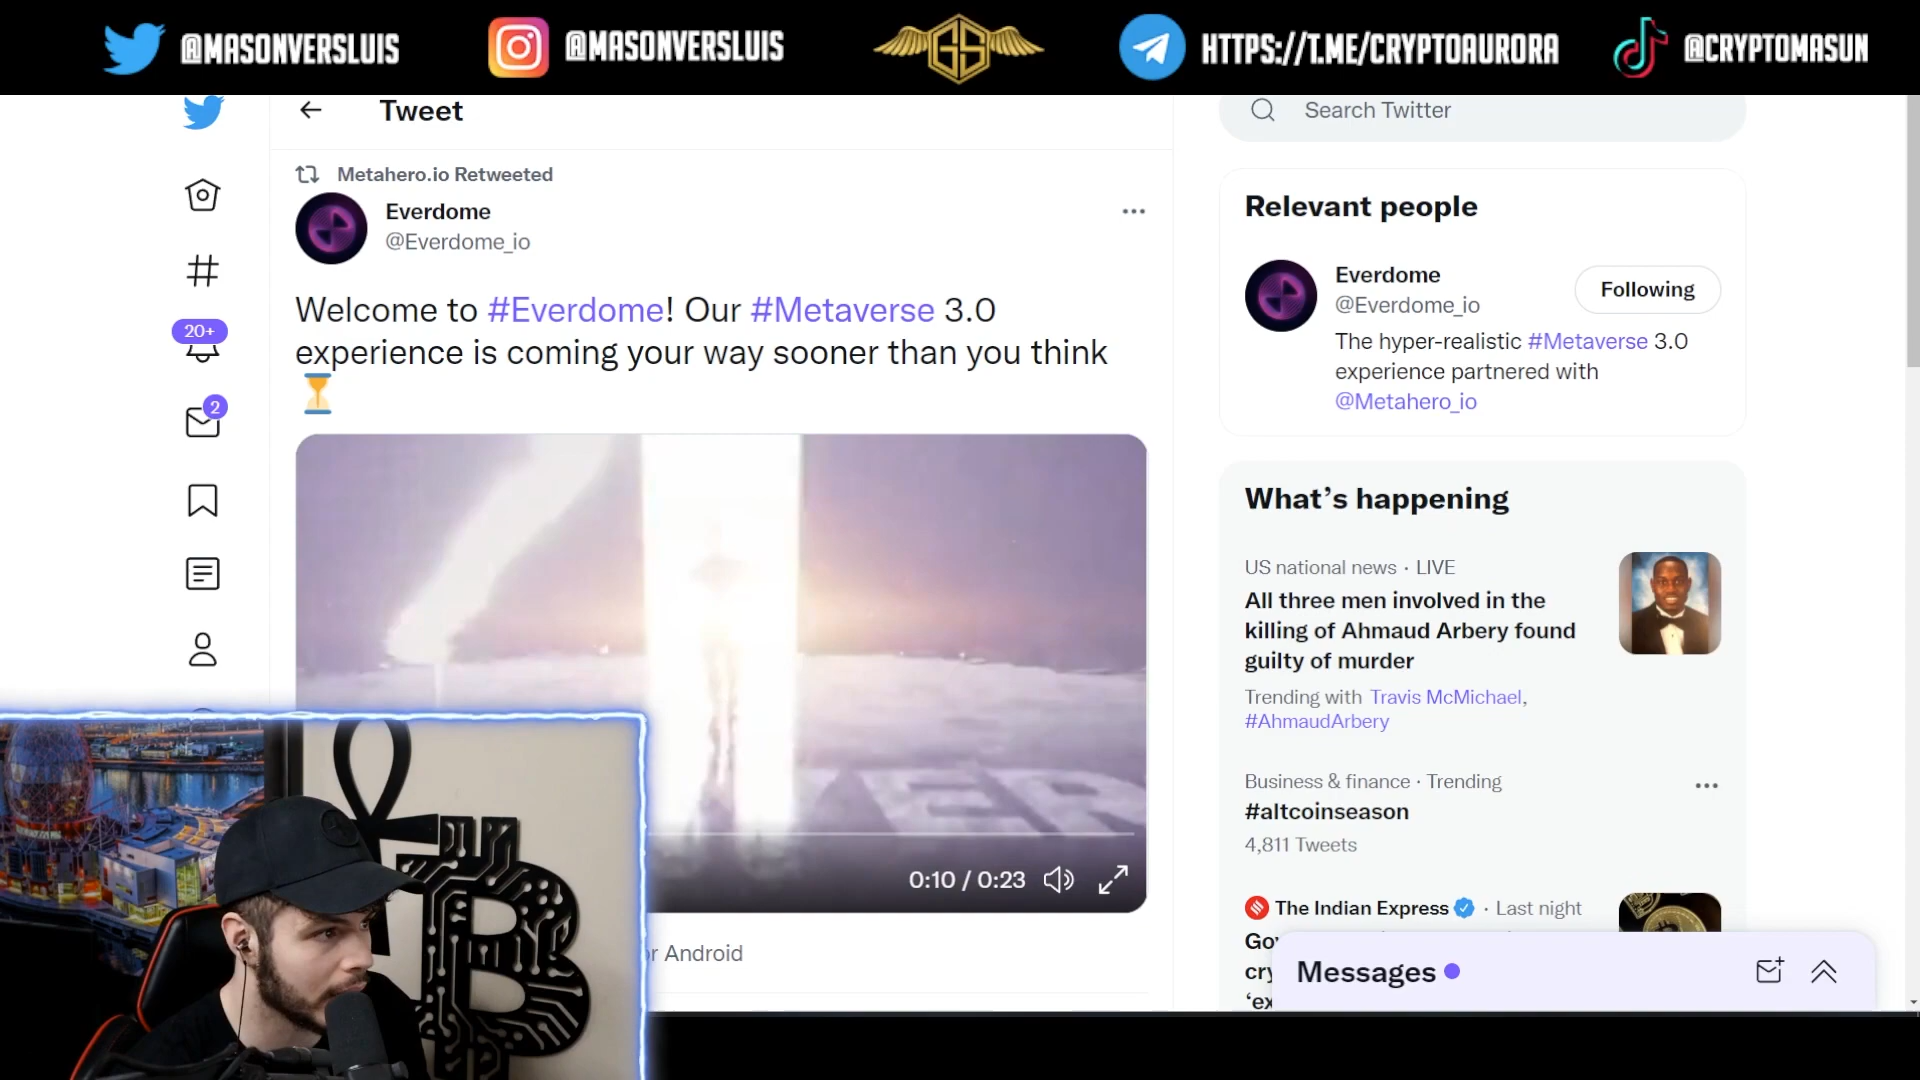 @MASONVERSLUIS
@MASONVERSLUIS
GS
HTTPS://T.ME/CRYPTOAURORA
@CRYPTOMASUN
Tweet
Search Twitter
Metahero.io Retweeted
Everdome
@Everdome_io
Welcome to #Everdome! Our #Metaverse 3.0
experience is coming your way sooner than you think
20+
2
0:10 / 0:23
Android
Relevant people
Everdome
@Everdome_io
Following
The hyper-realistic #Metaverse 3.0
experience partnered with
@Metahero_io
What’s happening
US national news · LIVE
All three men involved in the
killing of Ahmaud Arbery found
guilty of murder
Trending with Travis McMichael,
#AhmaudArbery
Business & finance · Trending
#altcoinseason
4,811 Tweets
The Indian Express · Last night
Messages